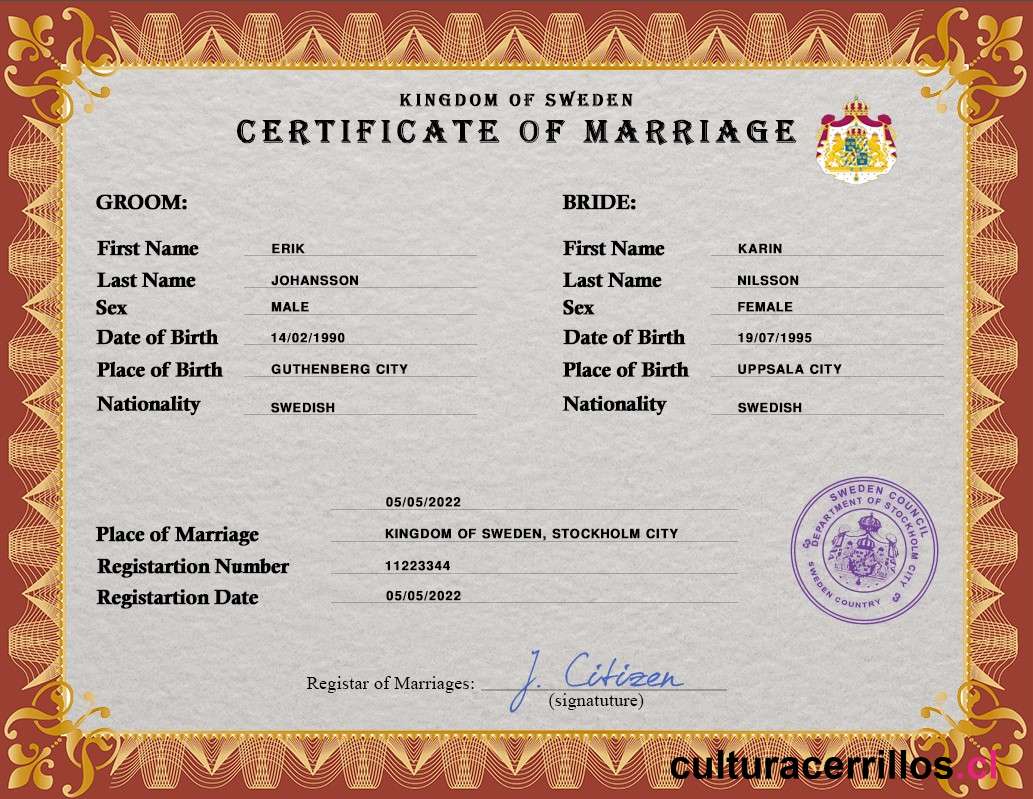 KINGDOM OF SWEDEN
CERTIFICATE OF MARRIAGE
GROOM:
First Name ERIK
Last Name JOHANSSON
Sex MALE
Date of Birth 14/02/1990
Place of Birth GUTHENBERG CITY
Nationality SWEDISH
BRIDE:
First Name KARIN
Last Name NILSSON
Sex FEMALE
Date of Birth 19/07/1995
Place of Birth UPPSALA CITY
Nationality SWEDISH
05/05/2022
Place of Marriage KINGDOM OF SWEDEN, STOCKHOLM CITY
Registartion Number 11223344
Registartion Date 05/05/2022
SWEDEN COUNCIL
DEPARTMENT OF STOCKHOLM CITY
SWEDEN COUNTRY
Registar of Marriages: J. Citizen
(signatuture)
culturacerrillos.cl